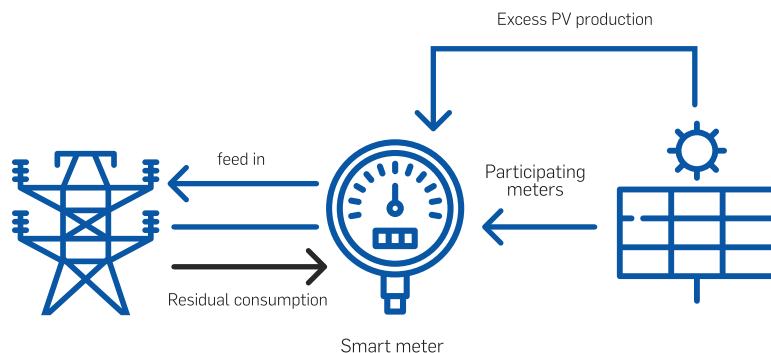 Excess PV production
feed in
Participating
meters
Residual consumption
Smart meter